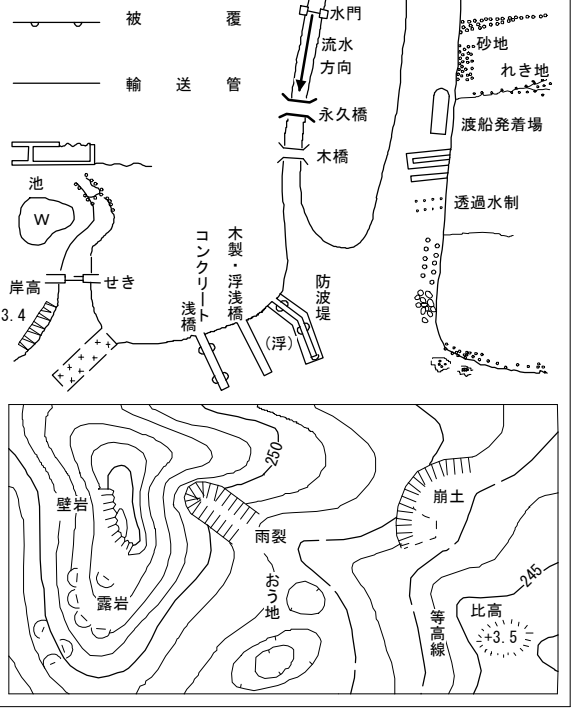 被　覆
輸　送　管
水門
流水
方向
永久橋
木橋
砂地
れき地
渡船発着場
透過水制
池
W
せき
岸高
3.4
コンクリート
浅橋
木製・浮浅橋
防波堤
(浮)
250
壁岩
露岩
雨裂
おう地
崩土
等高線
245
比高
+3.5